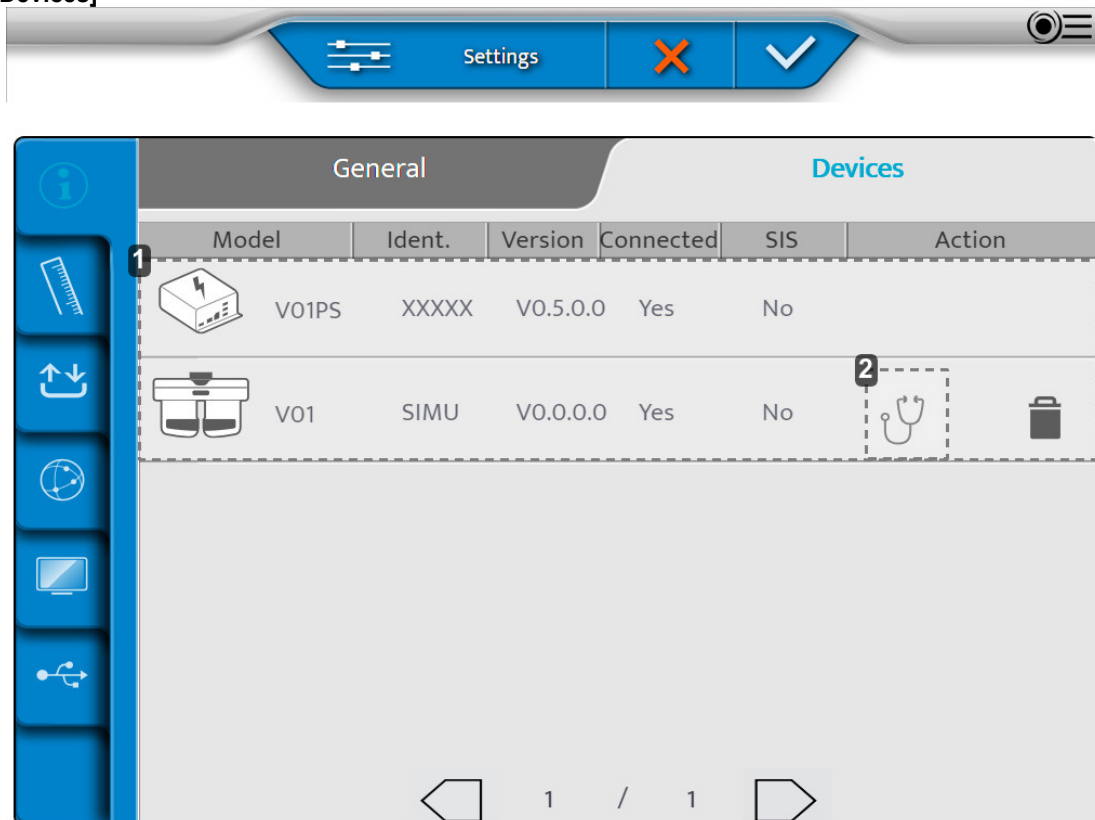 Devices]
Settings
General Devices
Model Ident. Version Connected SIS Action
1
V01PS XXXXX V0.5.0.0 Yes No
2
V01 SIMU V0.0.0.0 Yes No
1 / 1